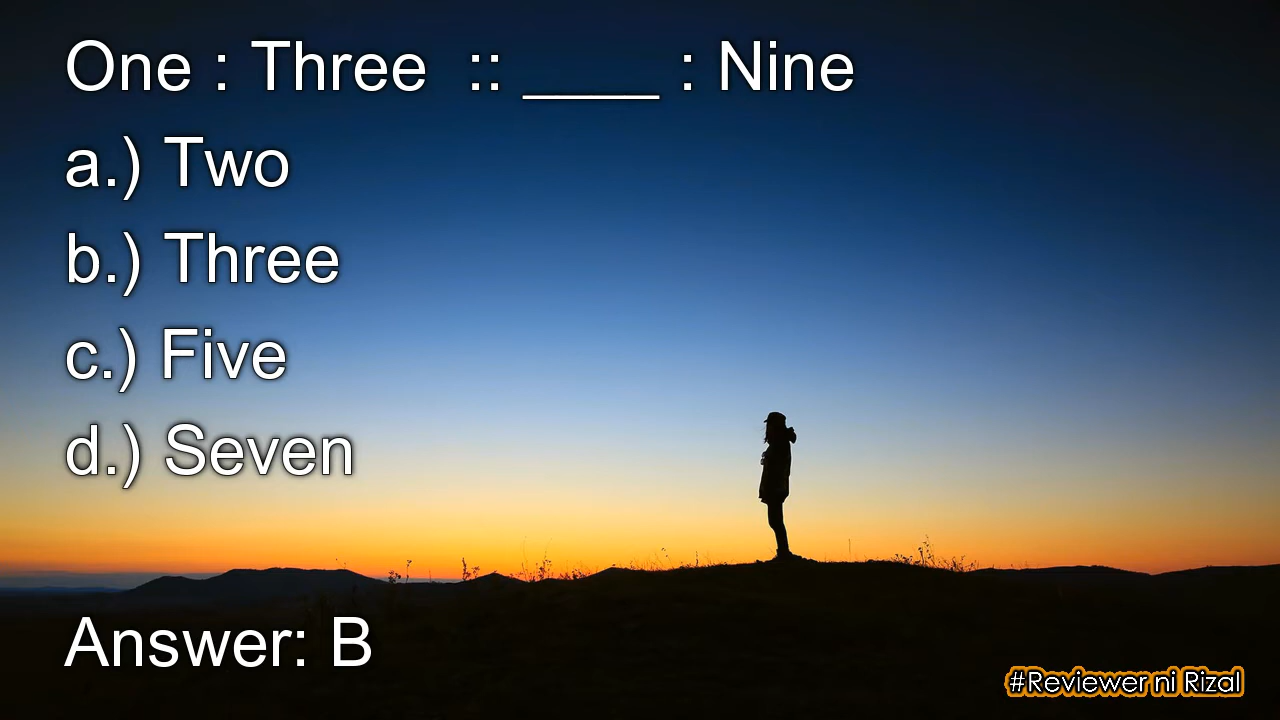 One : Three :: ____ : Nine
a.) Two
b.) Three
c.) Five
d.) Seven
Answer: B
#Reviewer ni Rizal